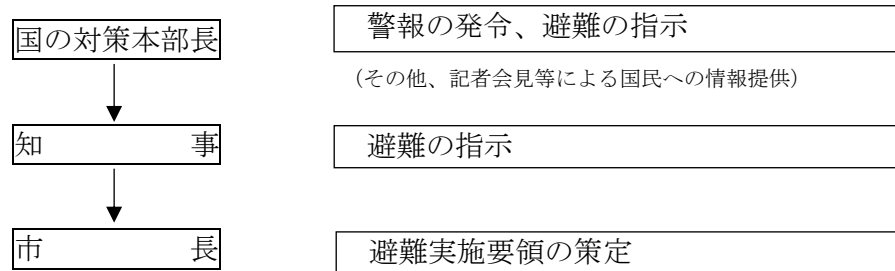 国の対策本部長
警報の発令、避難の指示
（その他、記者会見等による国民への情報提供）
知事
避難の指示
市長
避難実施要領の策定